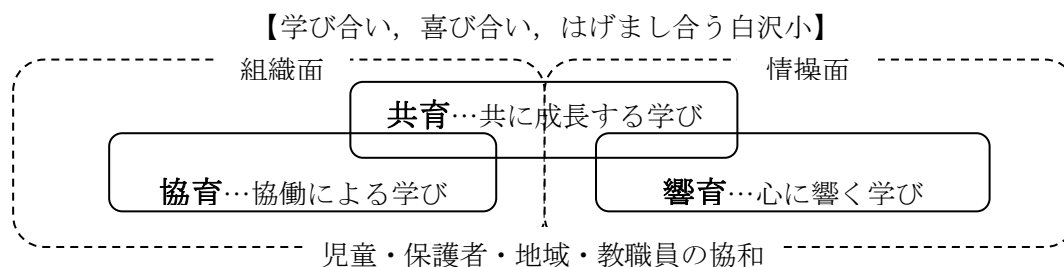 【学び合い，喜び合い，はげまし合う白沢小】
組織面
情操面
共育…共に成長する学び
協育…協働による学び
響育…心に響く学び
児童・保護者・地域・教職員の協和